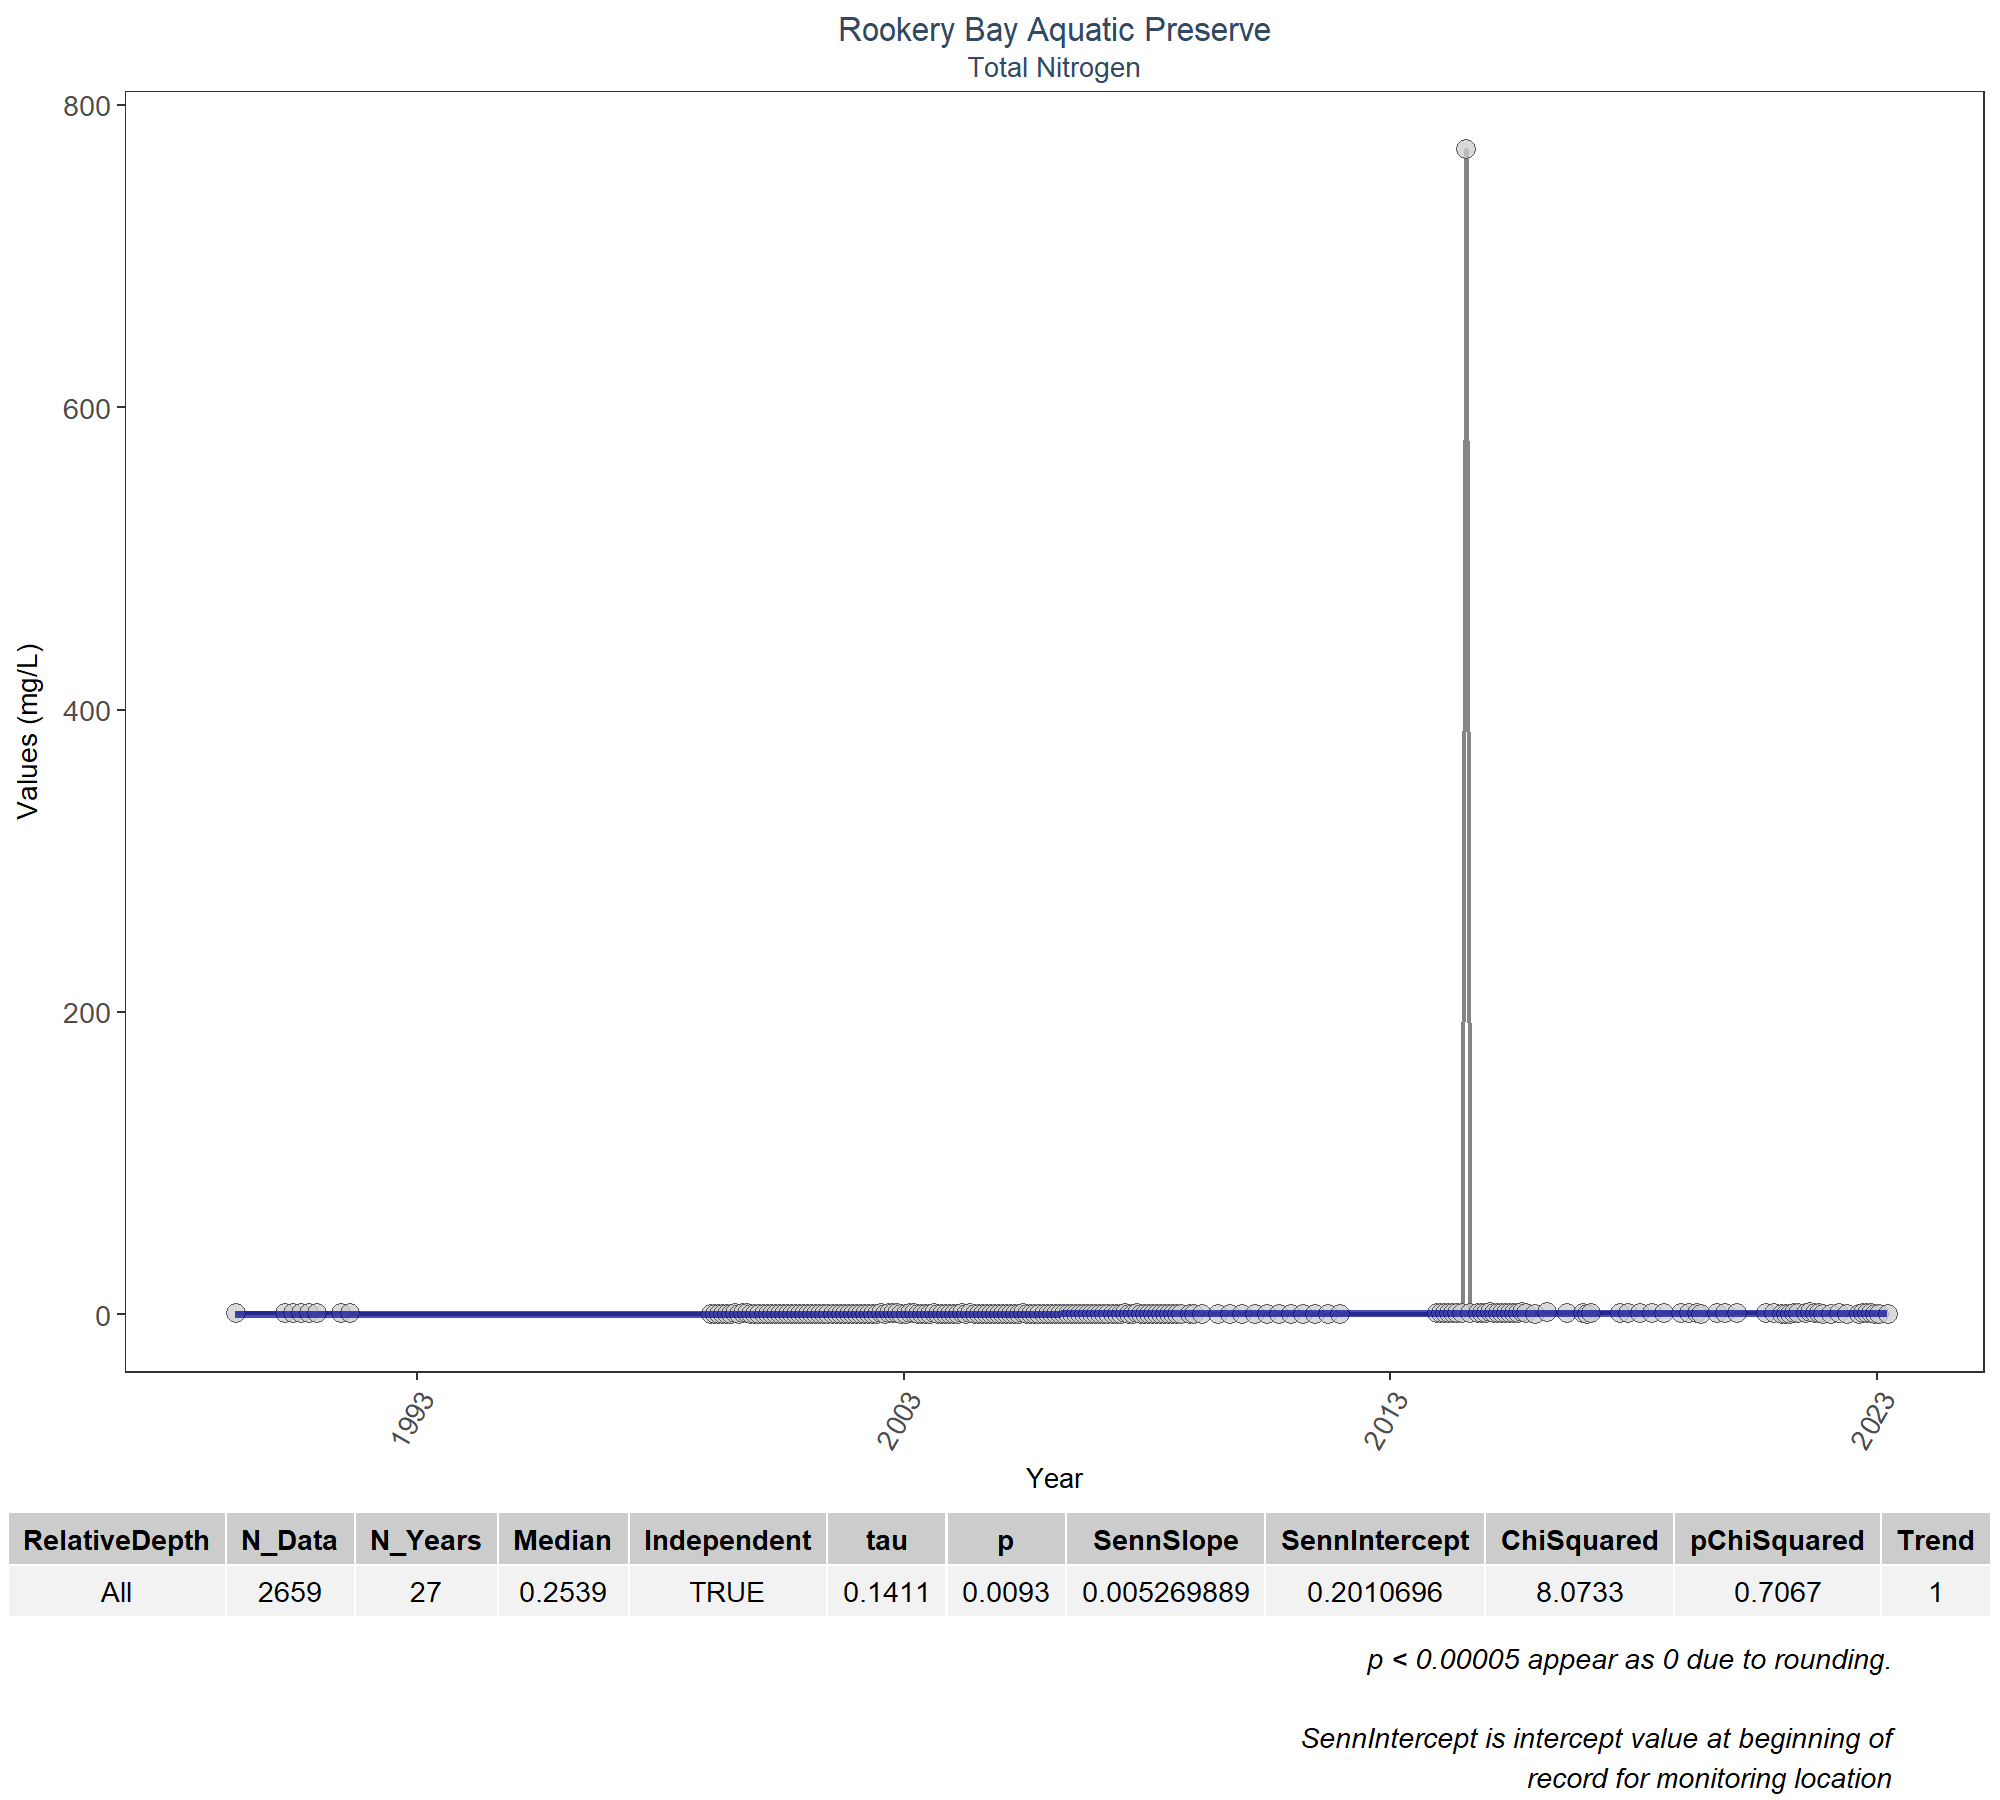 Rookery Bay Aquatic Preserve
Total Nitrogen
800
600
400
200
0
Values (mg/L)
1993
2003
2013
2023
Year
RelativeDepth N_Data N_Years Median Independent tau p SennSlope SennIntercept ChiSquared pChiSquared Trend
All 2659 27 0.2539 TRUE 0.1411 0.0093 0.005269889 0.2010696 8.0733 0.7067 1
p < 0.00005 appear as 0 due to rounding.
SennIntercept is intercept value at beginning of
record for monitoring location